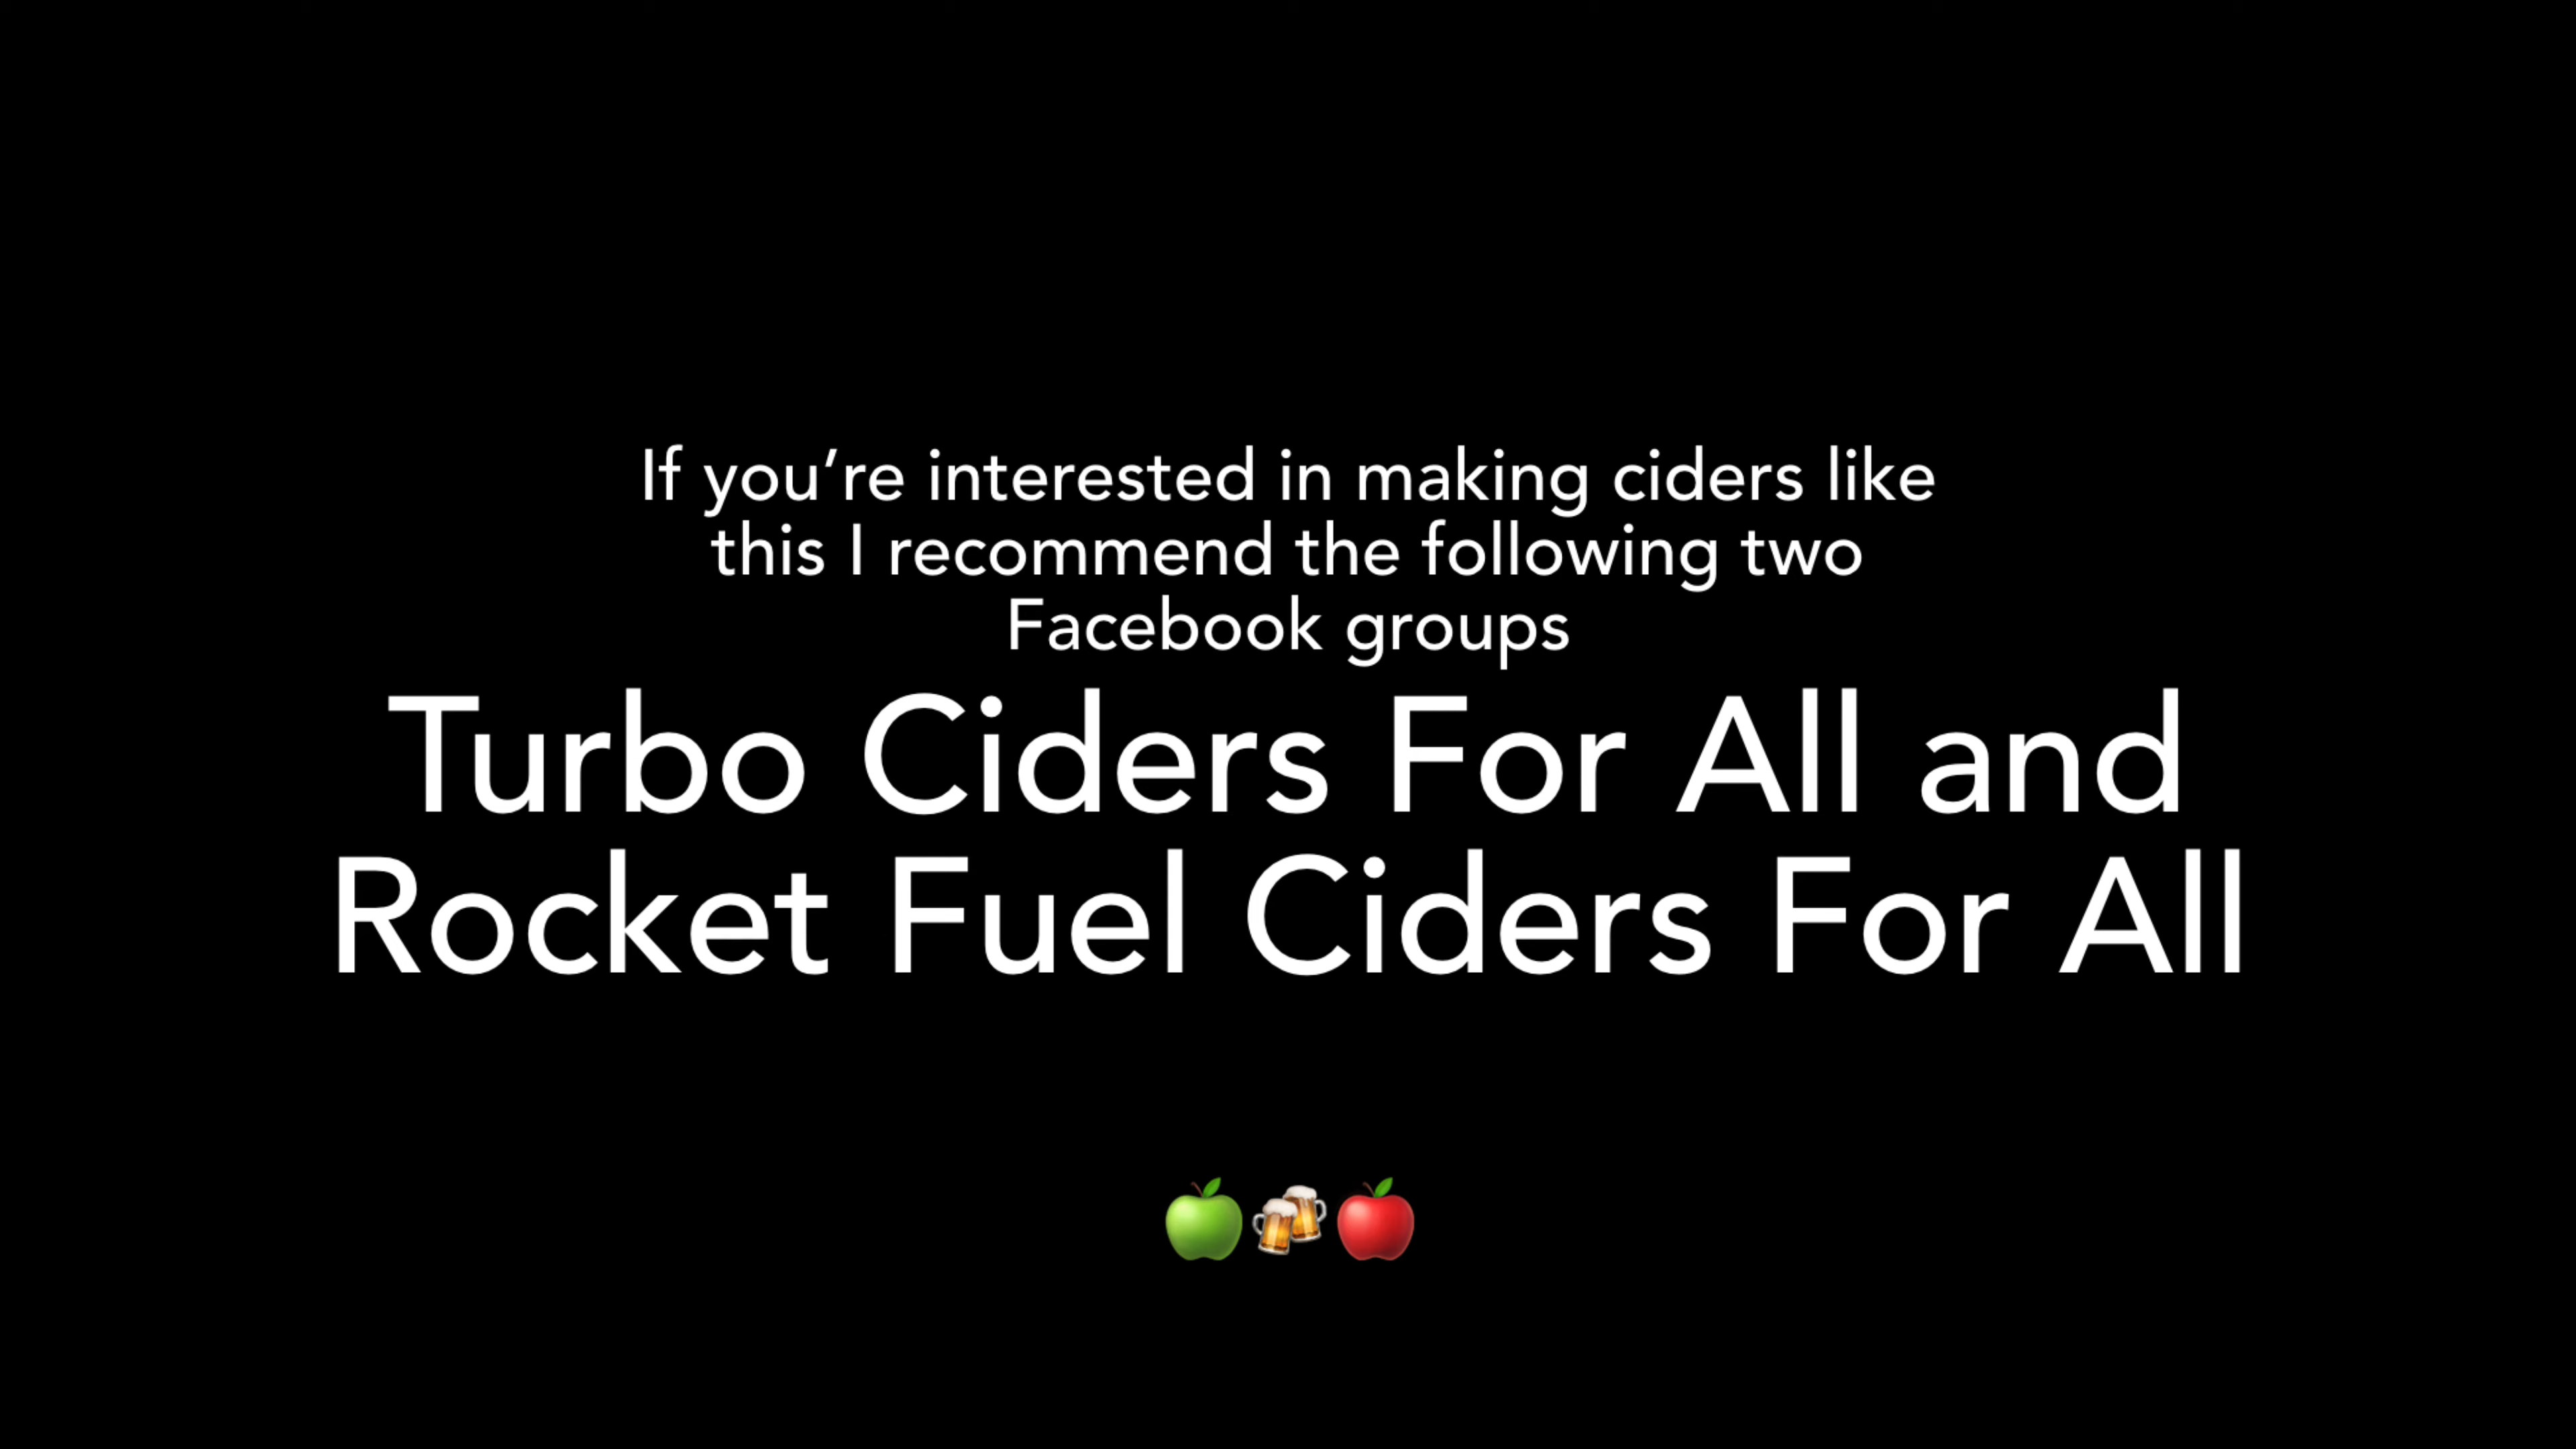 If you’re interested in making ciders like
this I recommend the following two
Facebook groups
Turbo Ciders For All and
Rocket Fuel Ciders For All
🍏🍻🍎